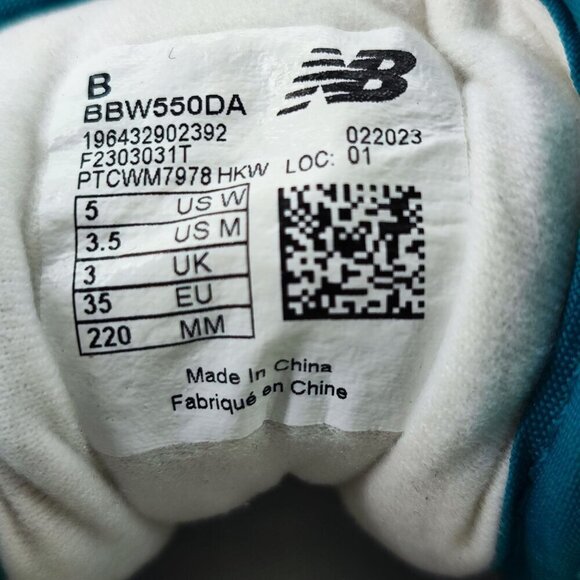 B
NB
BBW550DA
196432902392
022023
F2303031T
LOC: 01
PTCWM7978 HKW
5 US W
3.5 US M
3 UK
35 EU
220 MM
Made In China
Fabriqué en Chine